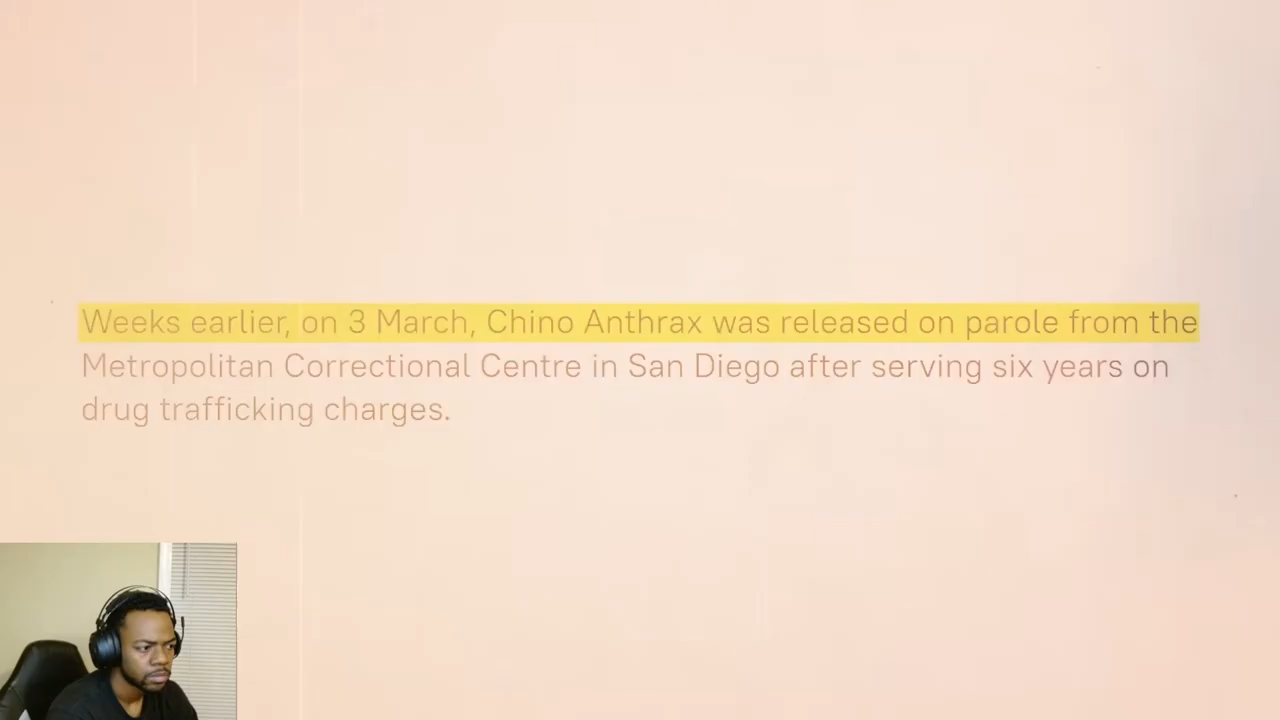 Weeks earlier, on 3 March, Chino Anthrax was released on parole from the
Metropolitan Correctional Centre in San Diego after serving six years on
drug trafficking charges.